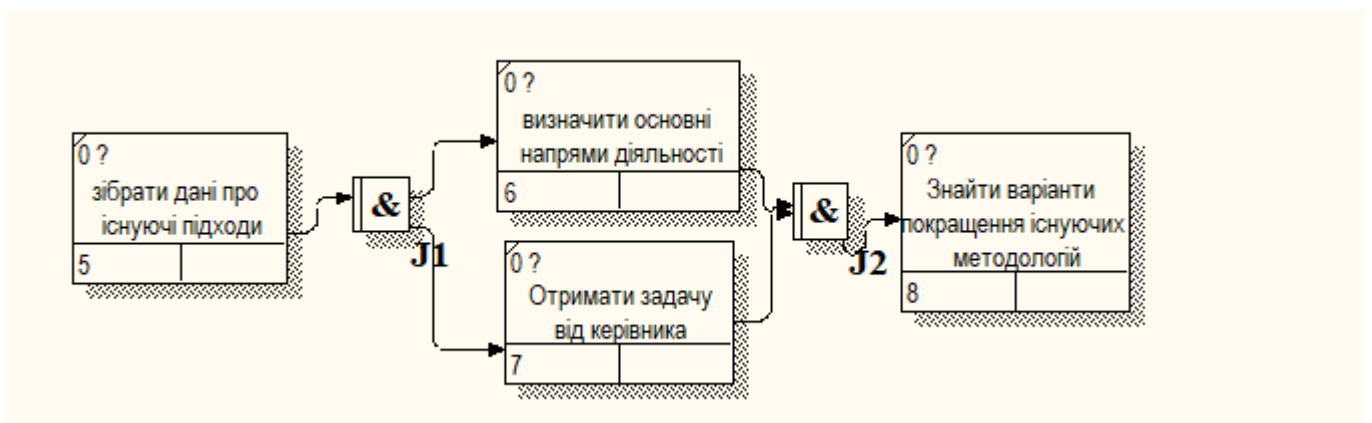 0 ?
зібрати дані про
існуючі підходи
5
&
J1
0 ?
визначити основні
напрями діяльності
6
0 ?
Отримати задачу
від керівника
7
&
J2
0 ?
Знайти варіанти
покращення існуючих
методологій
8